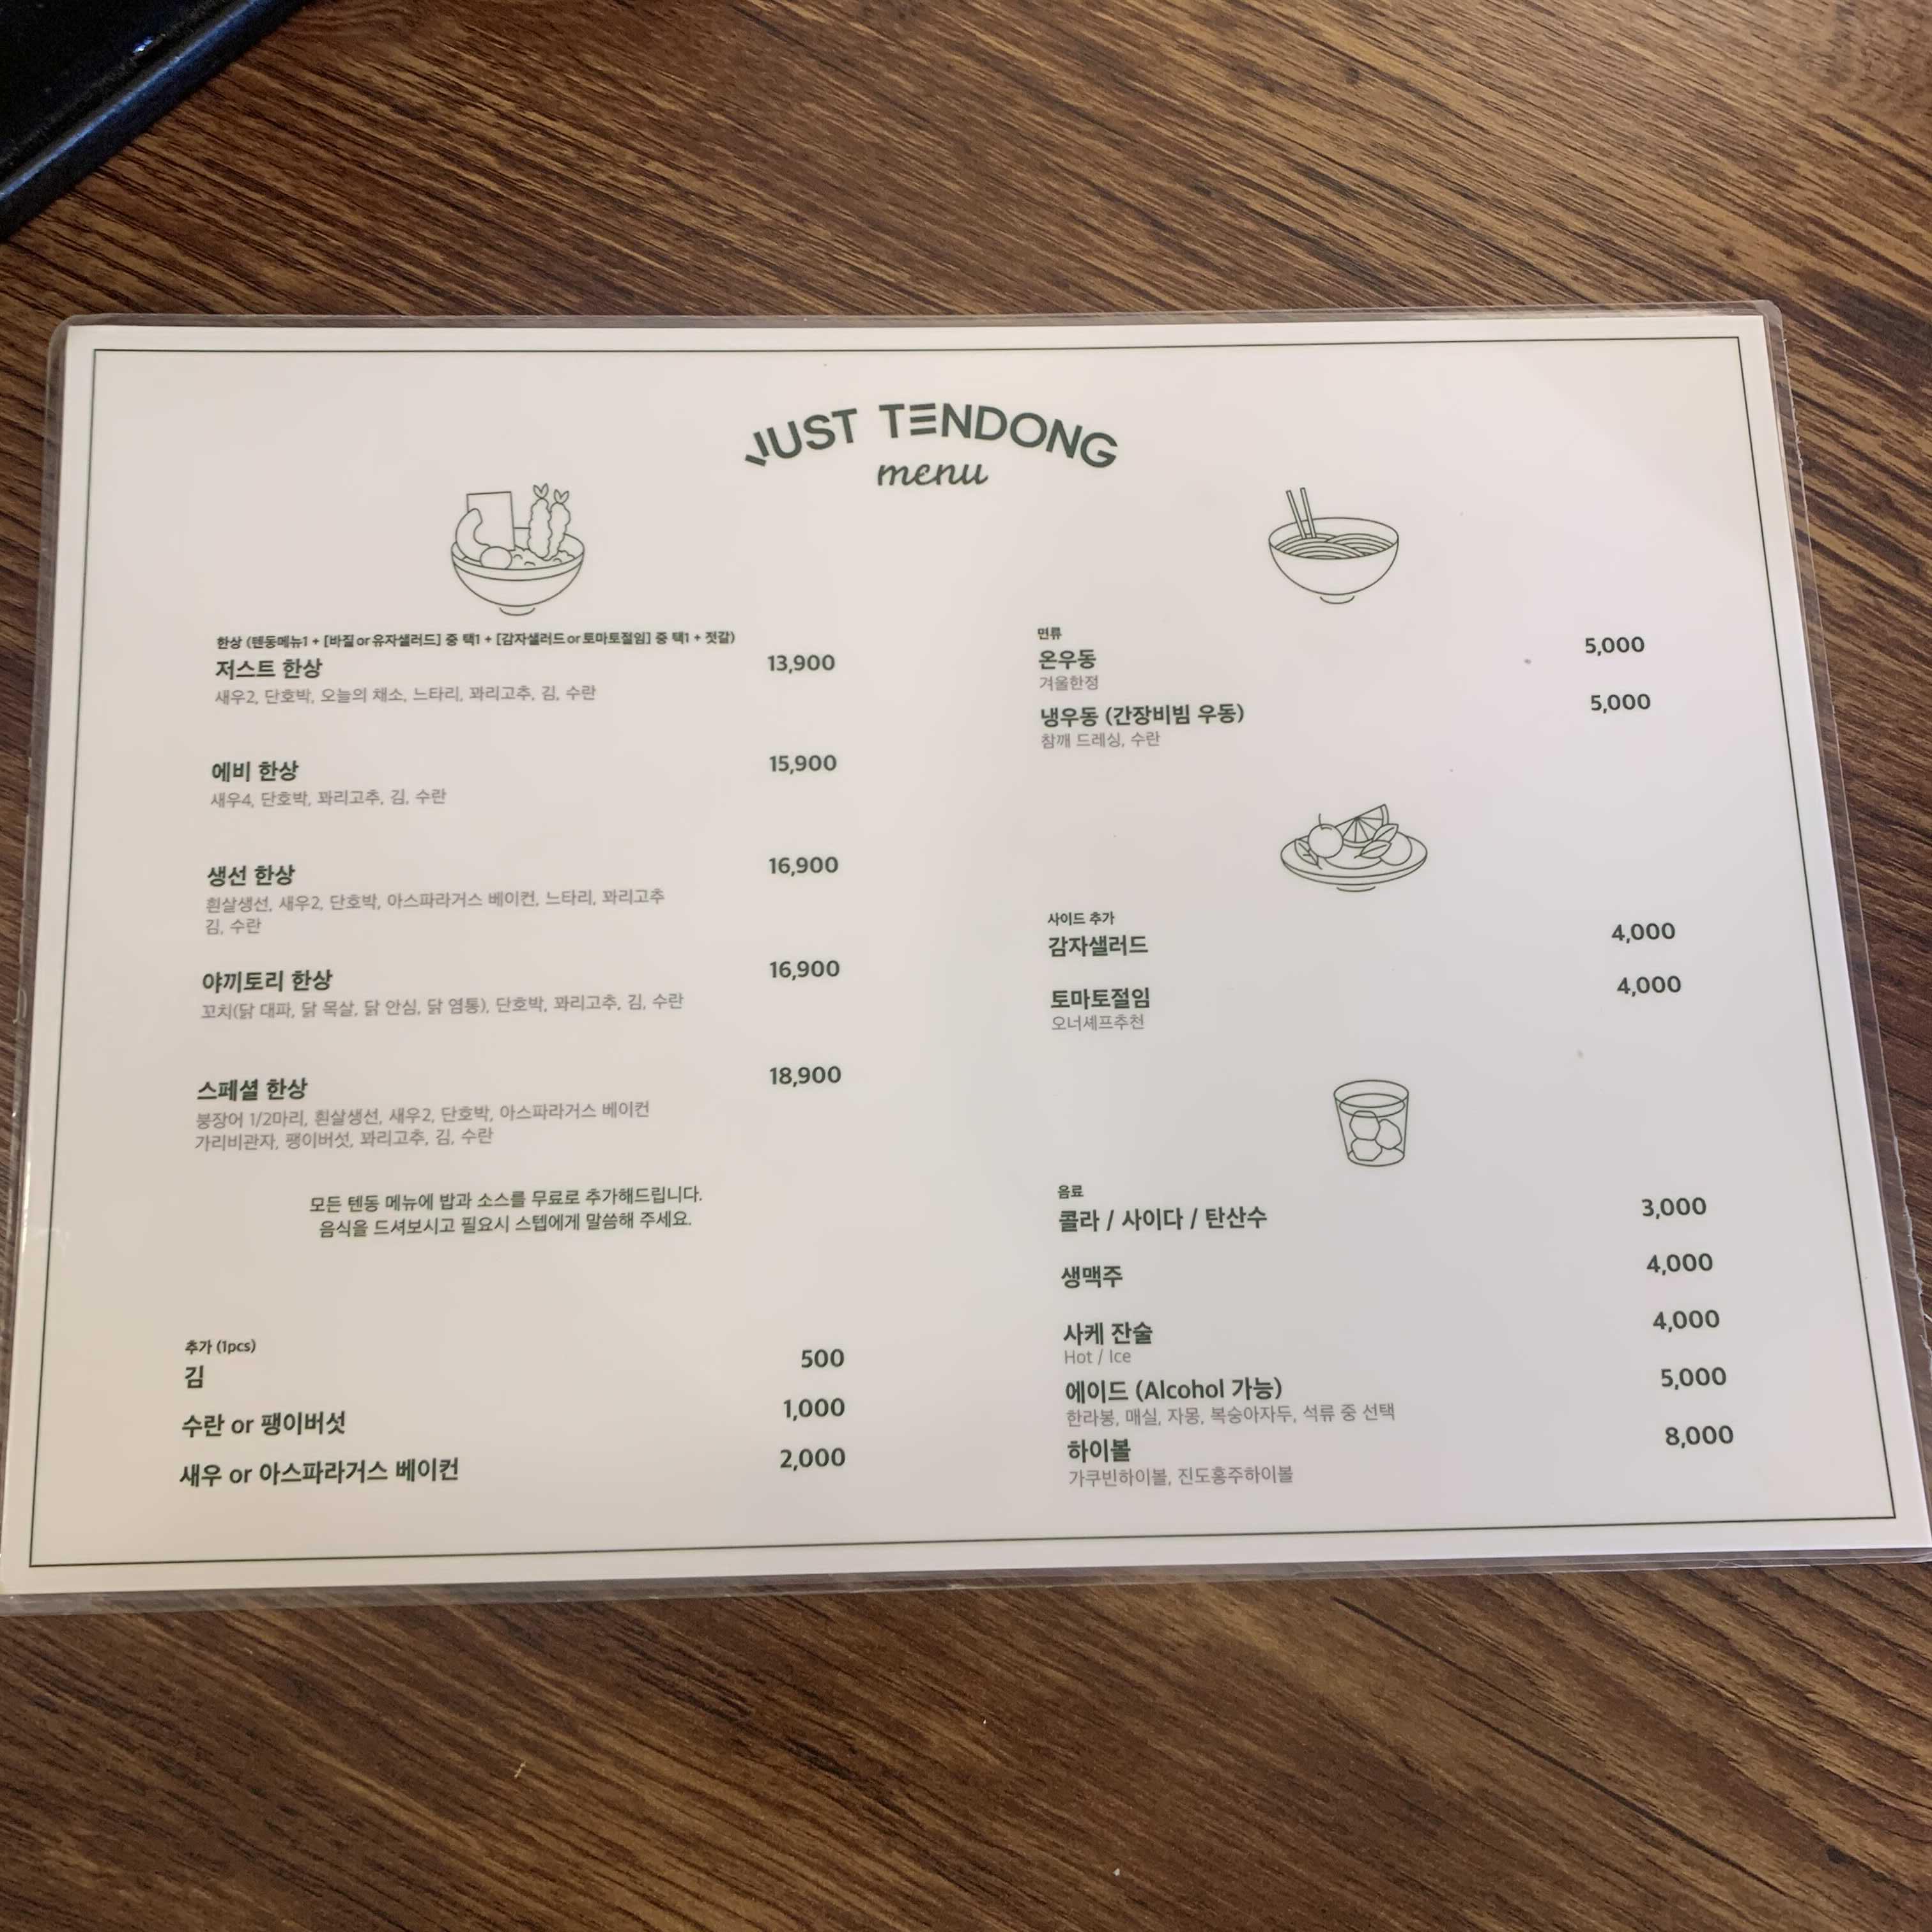 JUST TENDONG
menu
한상 (텐동메뉴1 + [바질 or 유자샐러드] 중 택1 + [감자샐러드 or 토마토절임] 중 택1 + 젓갈)
저스트 한상 13,900
새우2, 단호박, 오늘의 채소, 느타리, 꽈리고추, 김, 수란
에비 한상 15,900
새우4, 단호박, 꽈리고추, 김, 수란
생선 한상 16,900
흰살생선, 새우2, 단호박, 아스파라거스 베이컨, 느타리, 꽈리고추
김, 수란
야끼토리 한상 16,900
꼬치(닭 대파, 닭 목살, 닭 안심, 닭 염통), 단호박, 꽈리고추, 김, 수란
스페셜 한상 18,900
붕장어 1/2마리, 흰살생선, 새우2, 단호박, 아스파라거스 베이컨
가리비관자, 팽이버섯, 꽈리고추, 김, 수란
모든 텐동 메뉴에 밥과 소스를 무료로 추가해드립니다.
음식을 드셔보시고 필요시 스텝에게 말씀해 주세요.
추가 (1pcs)
김 500
수란 or 팽이버섯 1,000
새우 or 아스파라거스 베이컨 2,000
면류
온우동 5,000
겨울한정
냉우동 (간장비빔 우동) 5,000
참깨 드레싱, 수란
사이드 추가
감자샐러드 4,000
토마토절임 4,000
오너셰프추천
음료
콜라 / 사이다 / 탄산수 3,000
생맥주 4,000
사케 잔술 4,000
Hot / Ice
에이드 (Alcohol 가능) 5,000
한라봉, 매실, 자몽, 복숭아자두, 석류 중 선택
하이볼 8,000
가쿠빈하이볼, 진도홍주하이볼